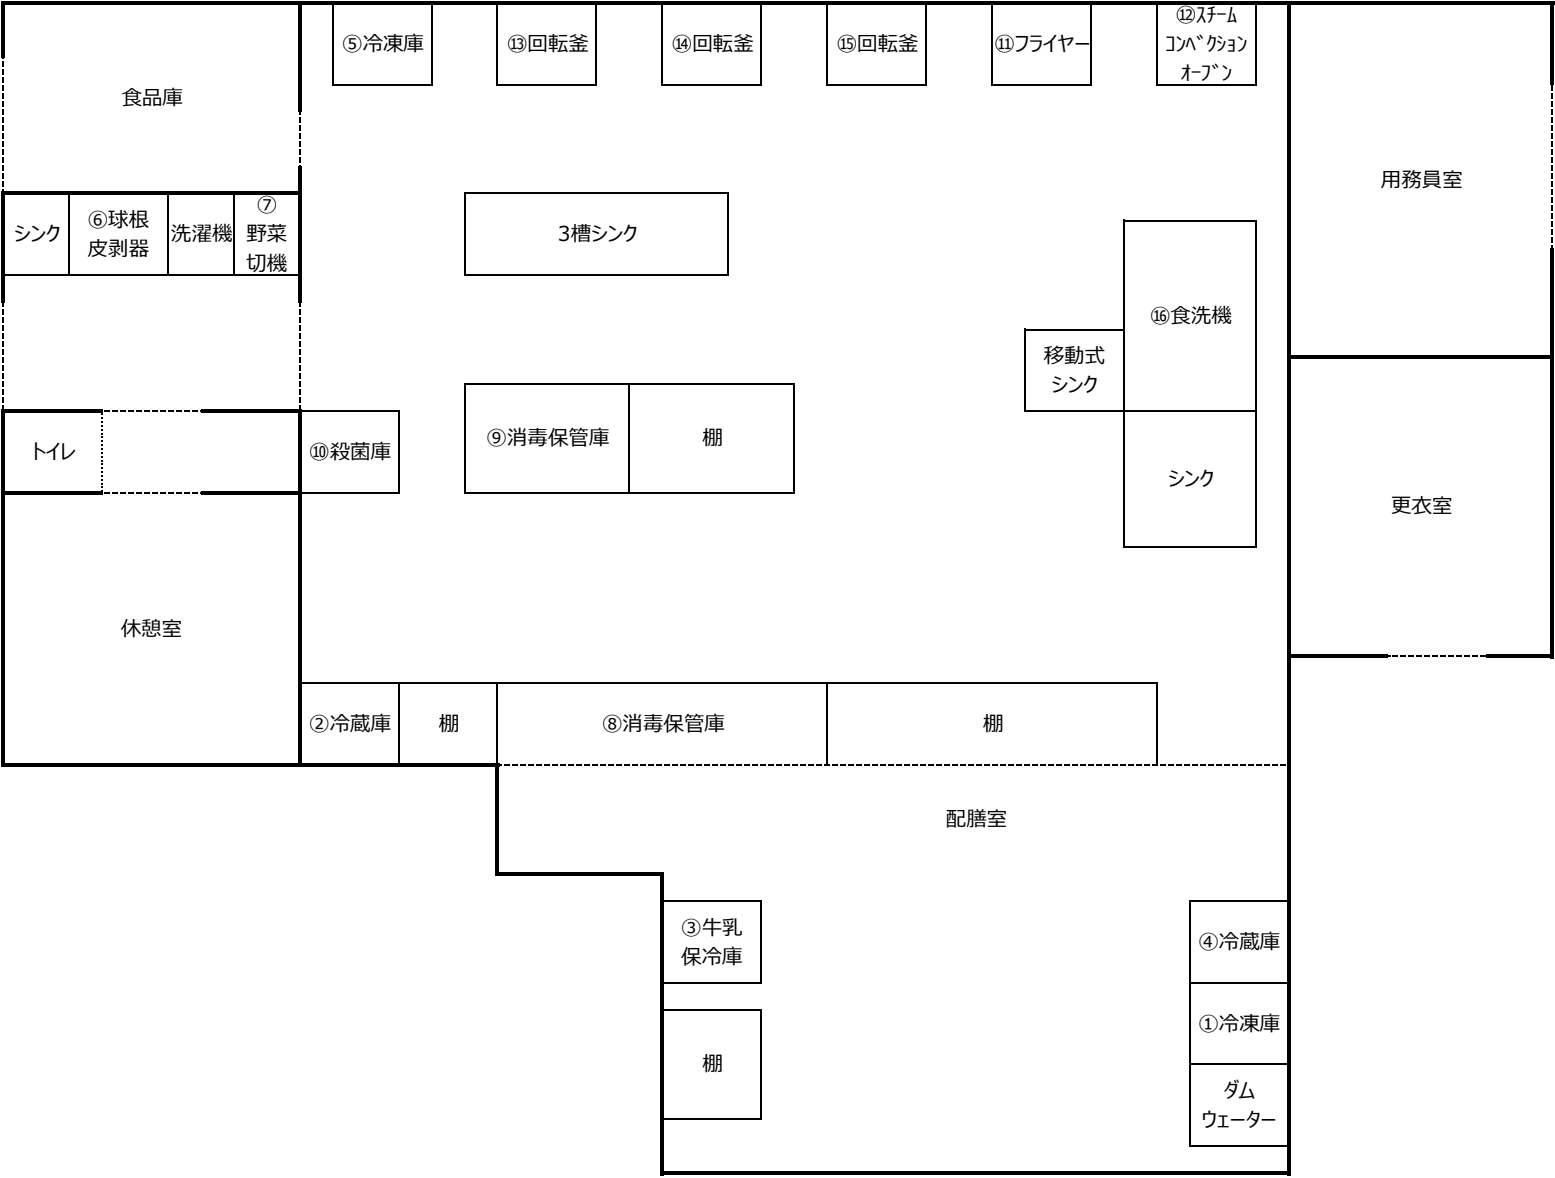 ⑤冷凍庫
⑬回転釜
⑭回転釜
⑮回転釜
⑪フライヤー
⑫ｽﾁｰﾑ
ｺﾝﾍﾞｸｼｮﾝ
ｵｰﾌﾞﾝ
食品庫
用務員室
シンク
⑥球根
皮剥器
洗濯機
⑦
野菜
切機
3槽シンク
⑯食洗機
移動式
シンク
トイレ
⑩殺菌庫
⑨消毒保管庫
棚
シンク
更衣室
休憩室
②冷蔵庫
棚
⑧消毒保管庫
棚
配膳室
③牛乳
保冷庫
④冷蔵庫
①冷凍庫
棚
ダム
ウェーター